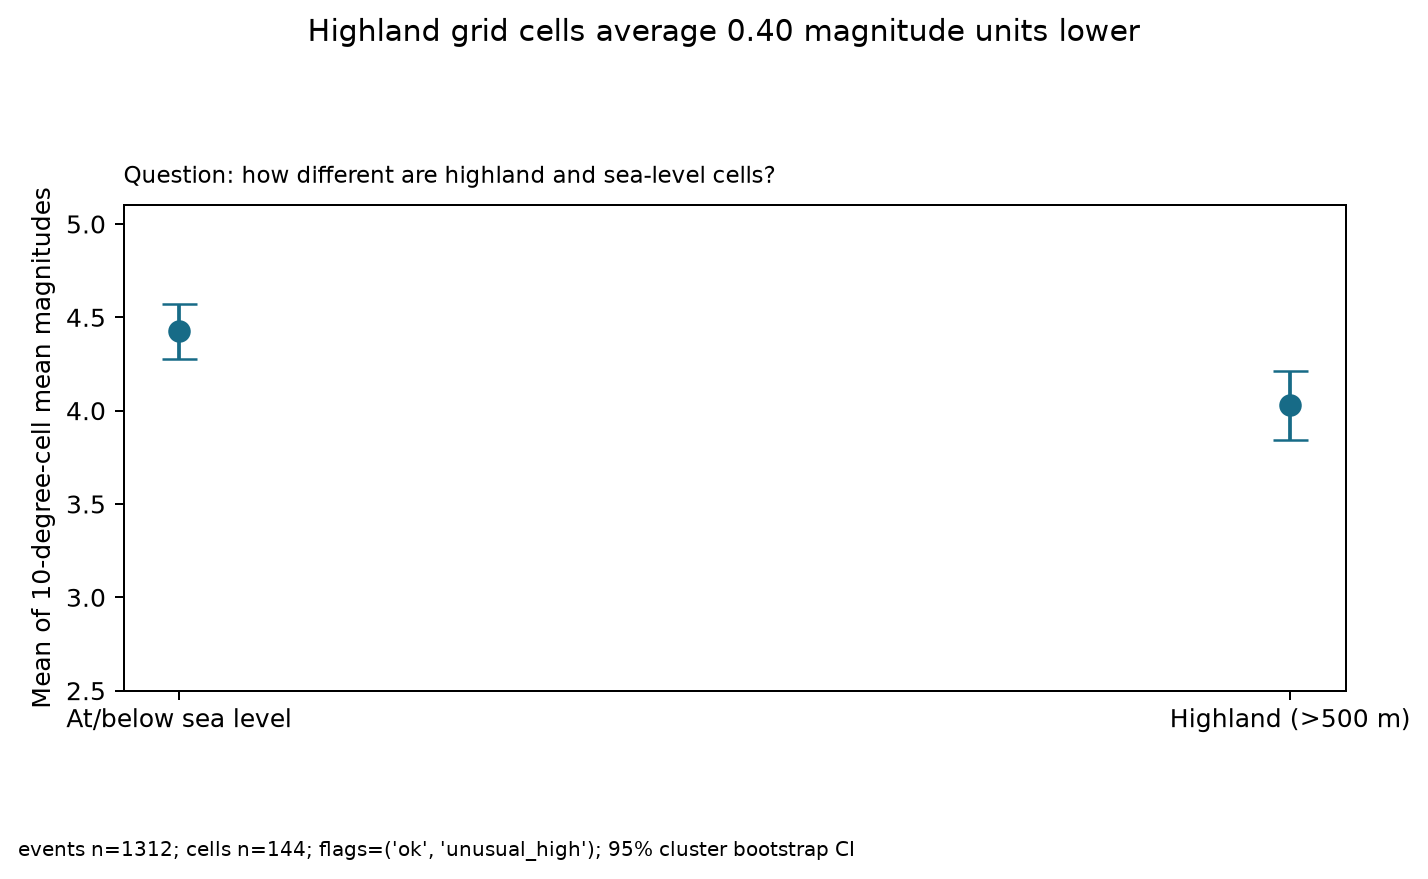 Highland grid cells average 0.40 magnitude units lower
Question: how different are highland and sea-level cells?
Mean of 10-degree-cell mean magnitudes
5.0
4.5
4.0
3.5
3.0
2.5
At/below sea level
Highland (>500 m)
events n=1312; cells n=144; flags=('ok', 'unusual_high'); 95% cluster bootstrap CI